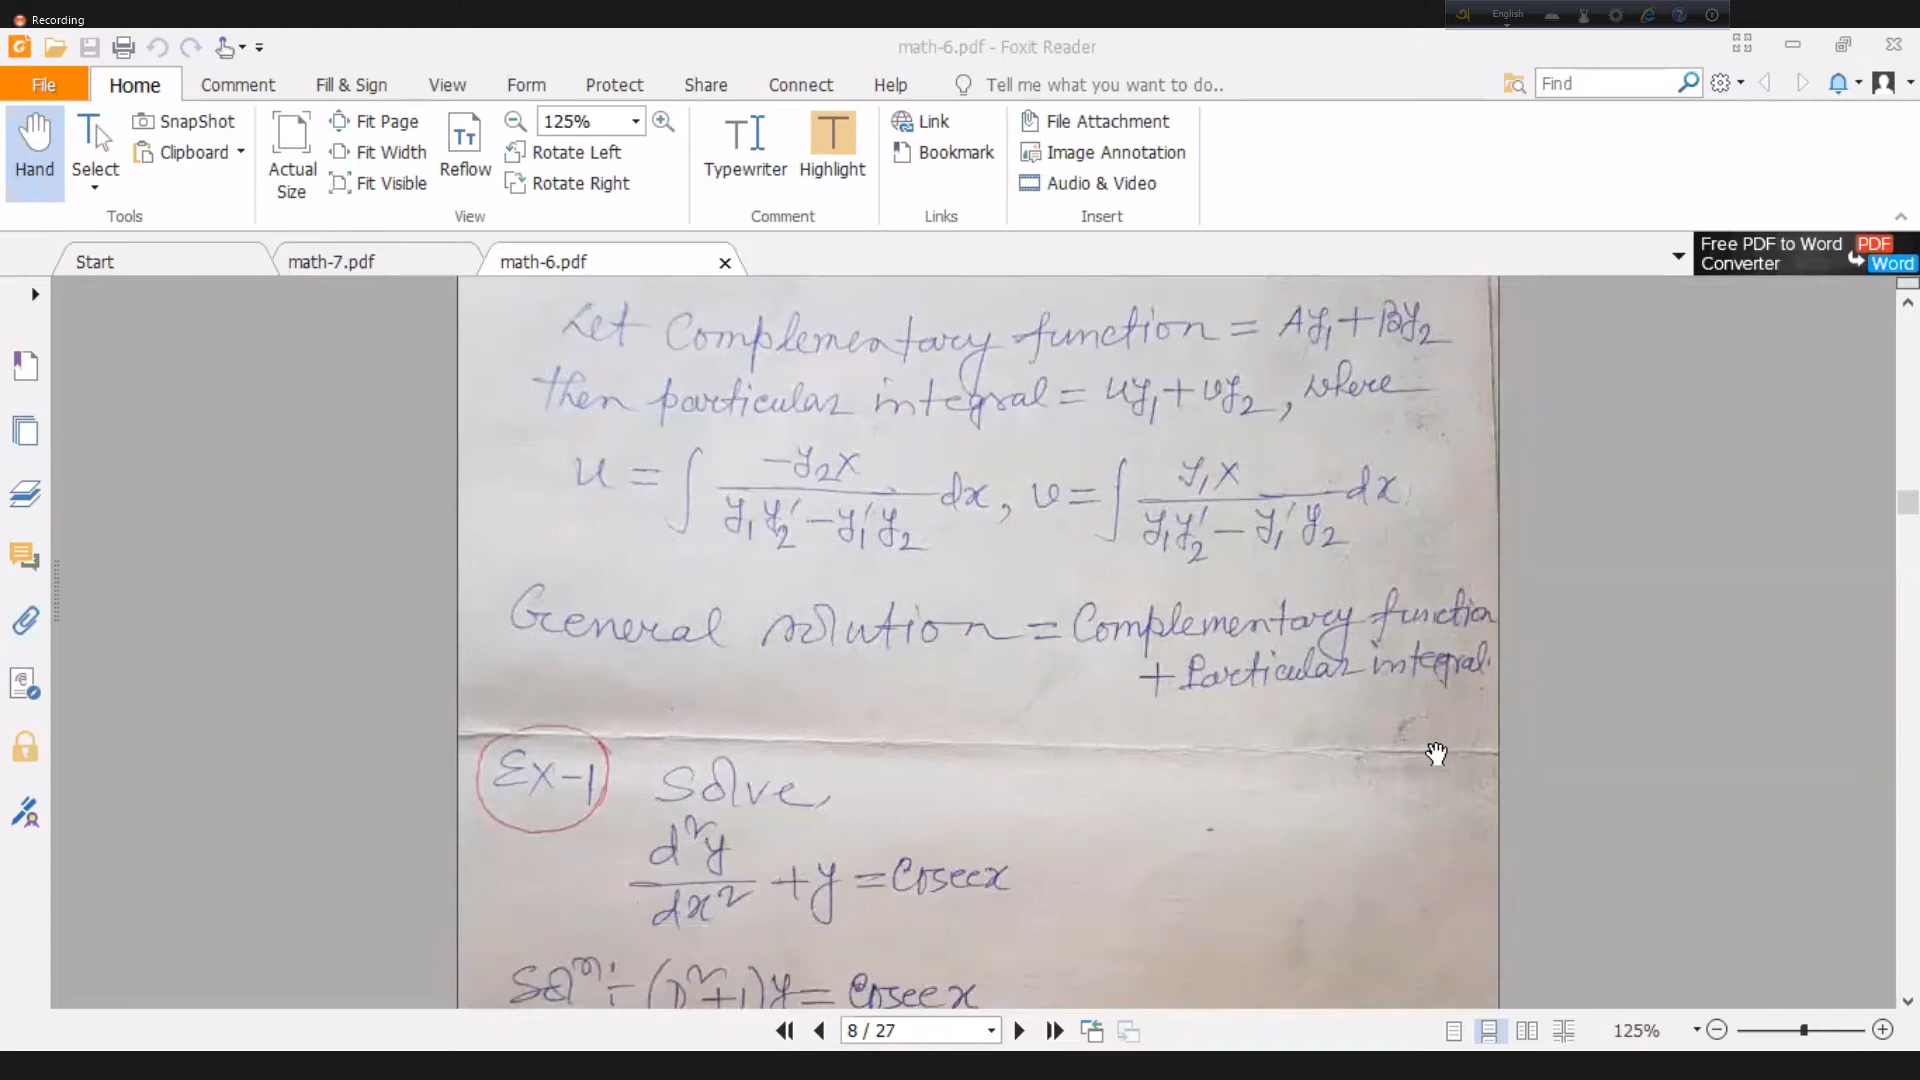 Recording
English
math-6.pdf - Foxit Reader
File Home Comment Fill & Sign View Form Protect Share Connect Help Tell me what you want to do.. Find
Hand
Select
SnapShot
Clipboard
Tools
Actual Size
Fit Page
Fit Width
Fit Visible
Reflow
125%
Rotate Left
Rotate Right
View
Typewriter
Highlight
Comment
Link
Bookmark
Links
File Attachment
Image Annotation
Audio & Video
Insert
Start math-7.pdf math-6.pdf
Free PDF to Word PDF
Converter Word
Let Complementary function = Ay₁ + By₂
then particular integral = uy₁ + vy₂, where
u = ∫ (-y₂X)/(y₁y₂' - y₁'y₂) dx, v = ∫ (y₁X)/(y₁y₂' - y₁'y₂) dx
General solution = Complementary function
+ Particular integral.
Ex-1 Solve,
d²y/dx² + y = Cosecx
Solⁿ:- (D²+1)y = Cosecx
8 / 27
125%